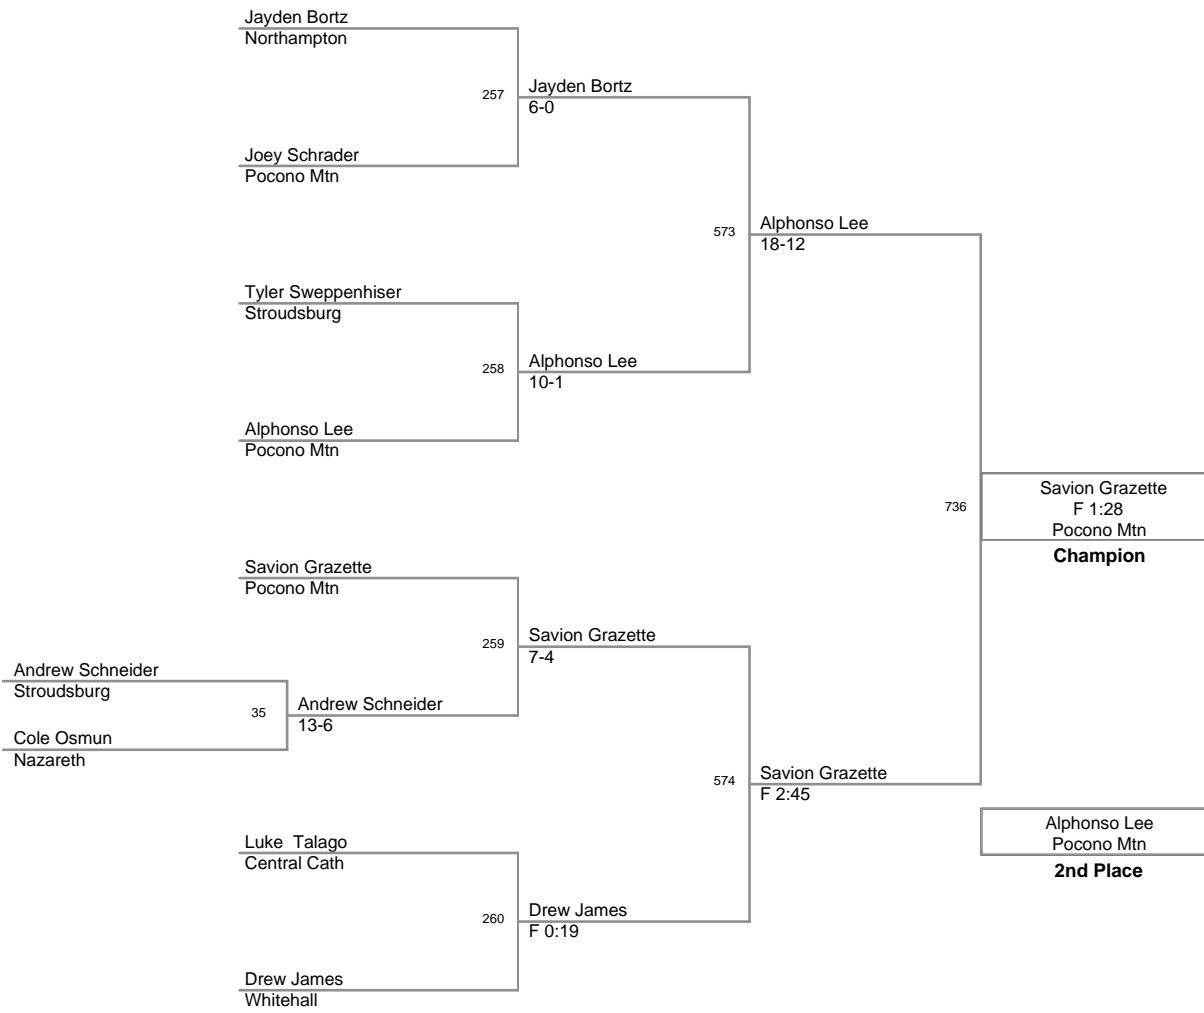 Jayden Bortz
Northampton
257
Jayden Bortz
6-0
Joey Schrader
Pocono Mtn
573
Alphonso Lee
18-12
Tyler Sweppenhiser
Stroudsburg
258
Alphonso Lee
10-1
Alphonso Lee
Pocono Mtn
736
Savion Grazette
F 1:28
Pocono Mtn
Champion
Savion Grazette
Pocono Mtn
259
Savion Grazette
7-4
Andrew Schneider
Stroudsburg
35
Andrew Schneider
13-6
Cole Osmun
Nazareth
574
Savion Grazette
F 2:45
Luke  Talago
Central Cath
Alphonso Lee
Pocono Mtn
2nd Place
260
Drew James
F 0:19
Drew James
Whitehall